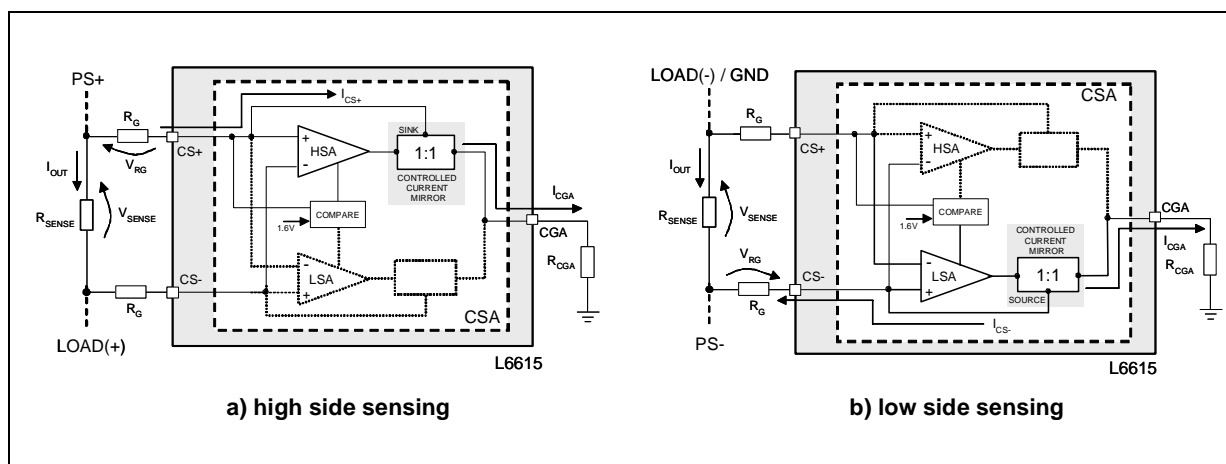 PS+
R_G
I_CS+
CS+
V_RG
I_OUT
R_SENSE
V_SENSE
+
-
HSA
SINK
1:1
CONTROLLED
CURRENT
MIRROR
COMPARE
1.6V
I_CGA
CGA
R_CGA
-
+
LSA
CS-
R_G
LOAD(+)
CSA
L6615
a) high side sensing
LOAD(-) / GND
CSA
R_G
CS+
+
-
HSA
I_OUT
R_SENSE
V_SENSE
COMPARE
1.6V
CGA
I_CGA
R_CGA
CONTROLLED
CURRENT
MIRROR
V_RG
CS-
-
+
LSA
1:1
SOURCE
R_G
I_CS-
PS-
L6615
b) low side sensing